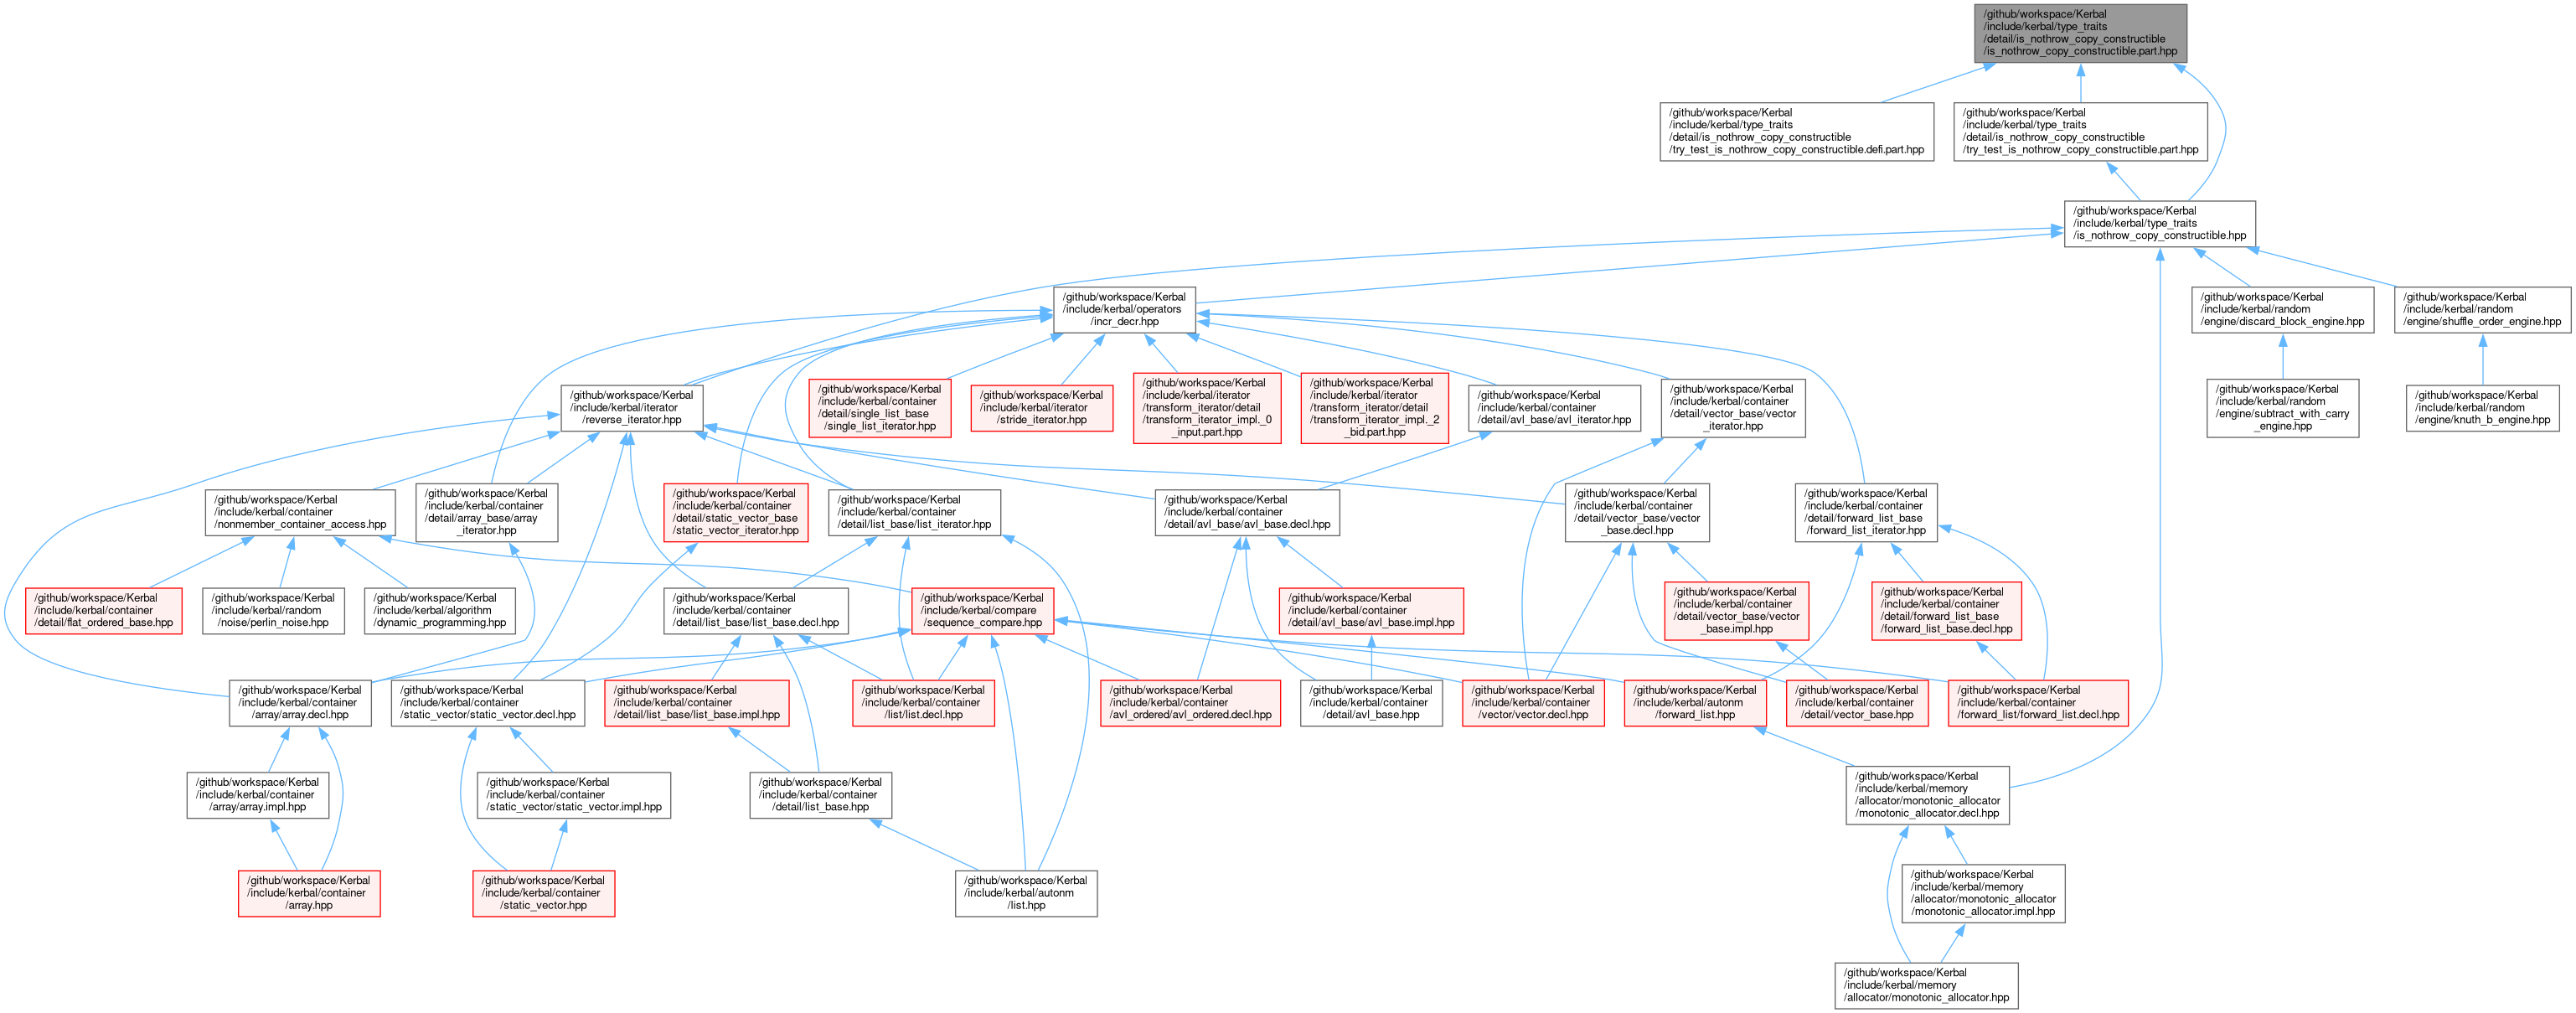 /github/workspace/Kerbal
/include/kerbal/type_traits
/detail/is_nothrow_copy_constructible
/is_nothrow_copy_constructible.part.hpp
/github/workspace/Kerbal
/include/kerbal/type_traits
/detail/is_nothrow_copy_constructible
/try_test_is_nothrow_copy_constructible.defi.part.hpp
/github/workspace/Kerbal
/include/kerbal/type_traits
/detail/is_nothrow_copy_constructible
/try_test_is_nothrow_copy_constructible.part.hpp
/github/workspace/Kerbal
/include/kerbal/type_traits
/is_nothrow_copy_constructible.hpp
/github/workspace/Kerbal
/include/kerbal/operators
/incr_decr.hpp
/github/workspace/Kerbal
/include/kerbal/random
/engine/discard_block_engine.hpp
/github/workspace/Kerbal
/include/kerbal/random
/engine/shuffle_order_engine.hpp
/github/workspace/Kerbal
/include/kerbal/iterator
/reverse_iterator.hpp
/github/workspace/Kerbal
/include/kerbal/container
/detail/single_list_base
/single_list_iterator.hpp
/github/workspace/Kerbal
/include/kerbal/iterator
/stride_iterator.hpp
/github/workspace/Kerbal
/include/kerbal/iterator
/transform_iterator/detail
/transform_iterator_impl._0
_input.part.hpp
/github/workspace/Kerbal
/include/kerbal/iterator
/transform_iterator/detail
/transform_iterator_impl._2
_bid.part.hpp
/github/workspace/Kerbal
/include/kerbal/container
/detail/avl_base/avl_iterator.hpp
/github/workspace/Kerbal
/include/kerbal/container
/detail/vector_base/vector
_iterator.hpp
/github/workspace/Kerbal
/include/kerbal/random
/engine/subtract_with_carry
_engine.hpp
/github/workspace/Kerbal
/include/kerbal/random
/engine/knuth_b_engine.hpp
/github/workspace/Kerbal
/include/kerbal/container
/nonmember_container_access.hpp
/github/workspace/Kerbal
/include/kerbal/container
/detail/array_base/array
_iterator.hpp
/github/workspace/Kerbal
/include/kerbal/container
/detail/static_vector_base
/static_vector_iterator.hpp
/github/workspace/Kerbal
/include/kerbal/container
/detail/list_base/list_iterator.hpp
/github/workspace/Kerbal
/include/kerbal/container
/detail/avl_base/avl_base.decl.hpp
/github/workspace/Kerbal
/include/kerbal/container
/detail/vector_base/vector
_base.decl.hpp
/github/workspace/Kerbal
/include/kerbal/container
/detail/forward_list_base
/forward_list_iterator.hpp
/github/workspace/Kerbal
/include/kerbal/container
/detail/flat_ordered_base.hpp
/github/workspace/Kerbal
/include/kerbal/random
/noise/perlin_noise.hpp
/github/workspace/Kerbal
/include/kerbal/algorithm
/dynamic_programming.hpp
/github/workspace/Kerbal
/include/kerbal/container
/detail/list_base/list_base.decl.hpp
/github/workspace/Kerbal
/include/kerbal/compare
/sequence_compare.hpp
/github/workspace/Kerbal
/include/kerbal/container
/detail/avl_base/avl_base.impl.hpp
/github/workspace/Kerbal
/include/kerbal/container
/detail/vector_base/vector
_base.impl.hpp
/github/workspace/Kerbal
/include/kerbal/container
/detail/forward_list_base
/forward_list_base.decl.hpp
/github/workspace/Kerbal
/include/kerbal/container
/array/array.decl.hpp
/github/workspace/Kerbal
/include/kerbal/container
/static_vector/static_vector.decl.hpp
/github/workspace/Kerbal
/include/kerbal/container
/detail/list_base/list_base.impl.hpp
/github/workspace/Kerbal
/include/kerbal/container
/list/list.decl.hpp
/github/workspace/Kerbal
/include/kerbal/container
/avl_ordered/avl_ordered.decl.hpp
/github/workspace/Kerbal
/include/kerbal/container
/detail/avl_base.hpp
/github/workspace/Kerbal
/include/kerbal/container
/vector/vector.decl.hpp
/github/workspace/Kerbal
/include/kerbal/autonm
/forward_list.hpp
/github/workspace/Kerbal
/include/kerbal/container
/detail/vector_base.hpp
/github/workspace/Kerbal
/include/kerbal/container
/forward_list/forward_list.decl.hpp
/github/workspace/Kerbal
/include/kerbal/container
/array/array.impl.hpp
/github/workspace/Kerbal
/include/kerbal/container
/static_vector/static_vector.impl.hpp
/github/workspace/Kerbal
/include/kerbal/container
/detail/list_base.hpp
/github/workspace/Kerbal
/include/kerbal/memory
/allocator/monotonic_allocator
/monotonic_allocator.decl.hpp
/github/workspace/Kerbal
/include/kerbal/container
/array.hpp
/github/workspace/Kerbal
/include/kerbal/container
/static_vector.hpp
/github/workspace/Kerbal
/include/kerbal/autonm
/list.hpp
/github/workspace/Kerbal
/include/kerbal/memory
/allocator/monotonic_allocator
/monotonic_allocator.impl.hpp
/github/workspace/Kerbal
/include/kerbal/memory
/allocator/monotonic_allocator.hpp